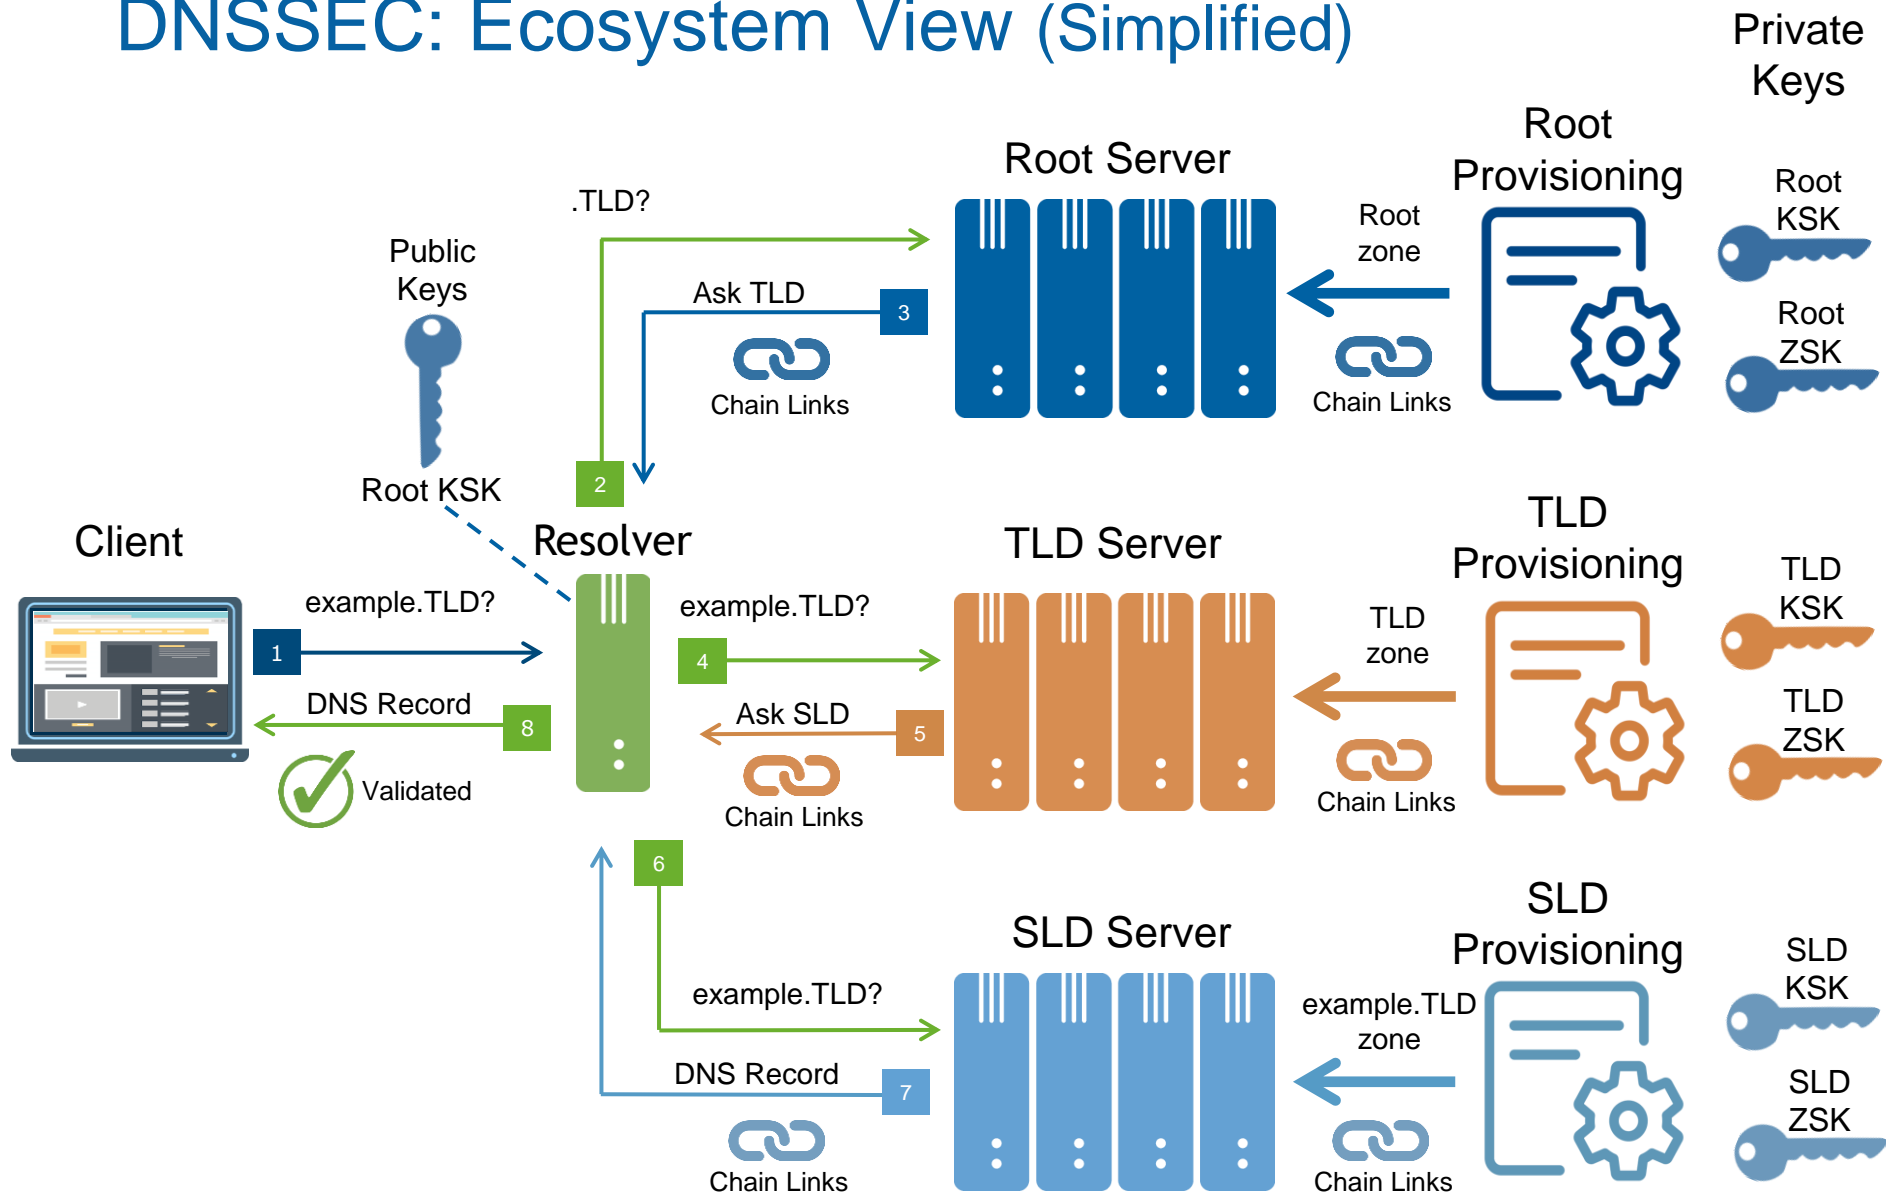 DNSSEC: Ecosystem View (Simplified)
Private
Keys
Root
Provisioning
Root Server
Root
KSK
.TLD?
Root
zone
Public
Keys
Ask TLD
3
Root
ZSK
Chain Links
Chain Links
2
Root KSK
Client
Resolver
TLD Server
TLD
Provisioning
TLD
KSK
example.TLD?
example.TLD?
TLD
zone
1
4
DNS Record
8
Ask SLD
5
TLD
ZSK
Validated
Chain Links
Chain Links
6
SLD Server
SLD
Provisioning
SLD
KSK
example.TLD?
example.TLD
zone
DNS Record
7
SLD
ZSK
Chain Links
Chain Links